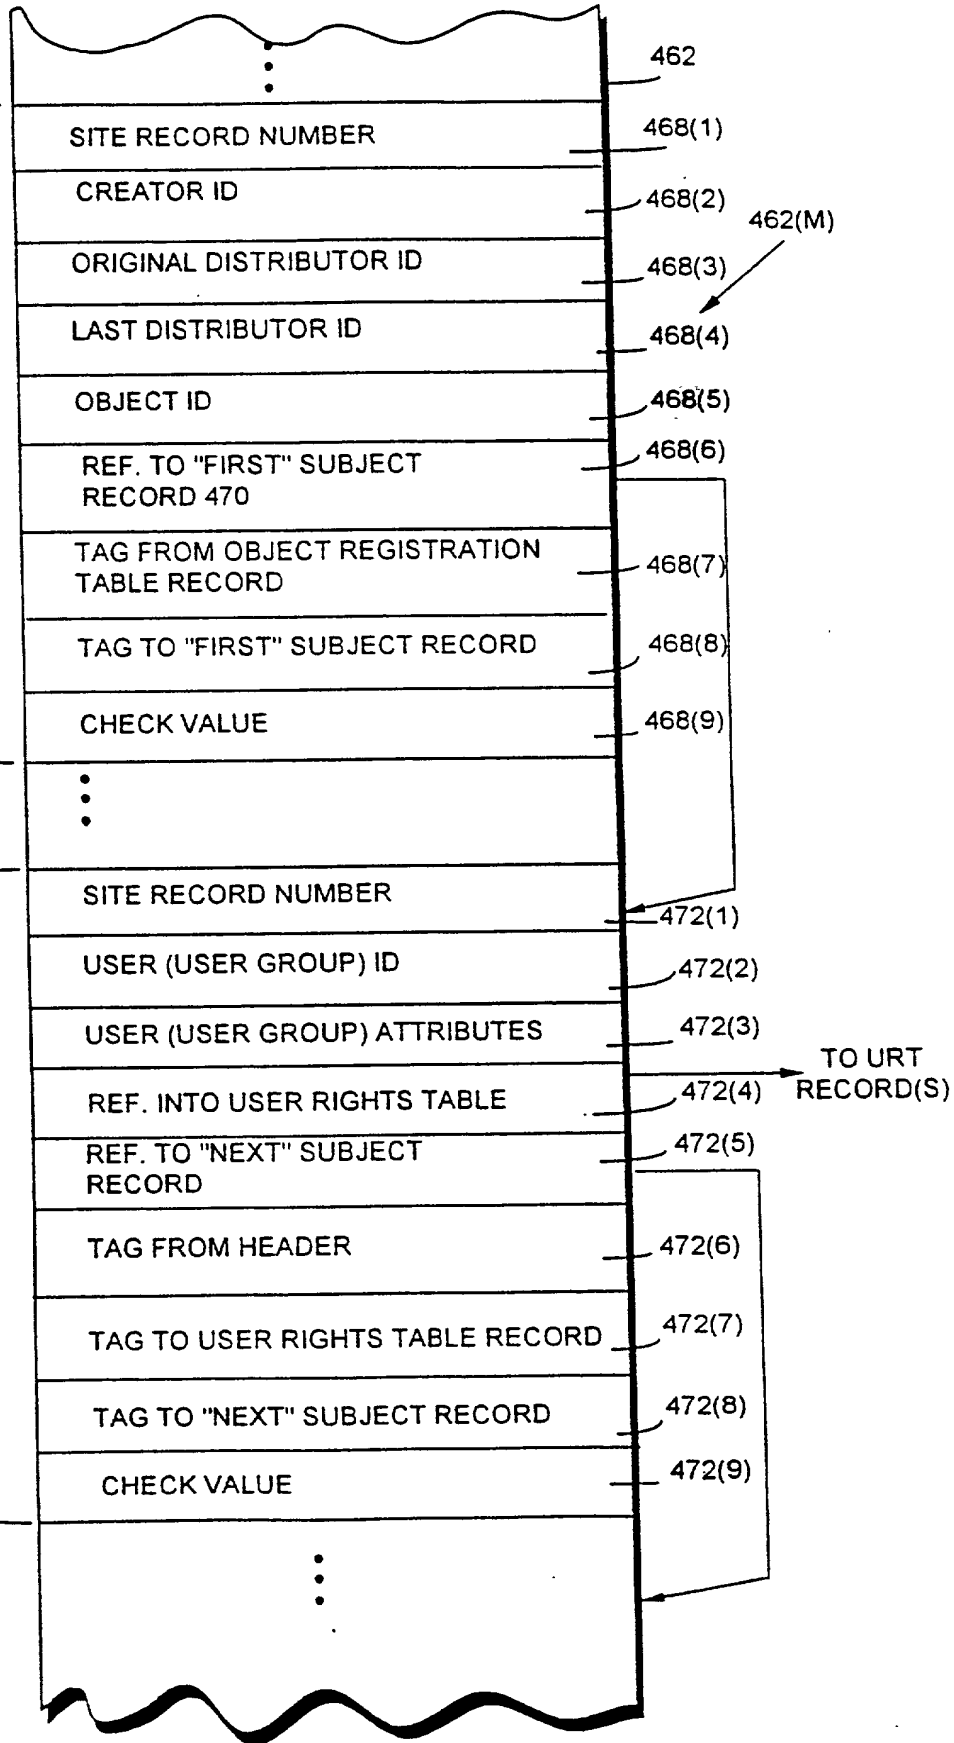 462
SITE RECORD NUMBER 468(1)
CREATOR ID 468(2)
462(M)
ORIGINAL DISTRIBUTOR ID 468(3)
LAST DISTRIBUTOR ID 468(4)
OBJECT ID 468(5)
REF. TO "FIRST" SUBJECT 468(6)
RECORD 470
TAG FROM OBJECT REGISTRATION 468(7)
TABLE RECORD
TAG TO "FIRST" SUBJECT RECORD 468(8)
CHECK VALUE 468(9)
SITE RECORD NUMBER 472(1)
USER (USER GROUP) ID 472(2)
USER (USER GROUP) ATTRIBUTES 472(3)
TO URT
RECORD(S)
REF. INTO USER RIGHTS TABLE 472(4)
REF. TO "NEXT" SUBJECT 472(5)
RECORD
TAG FROM HEADER 472(6)
TAG TO USER RIGHTS TABLE RECORD 472(7)
TAG TO "NEXT" SUBJECT RECORD 472(8)
CHECK VALUE 472(9)